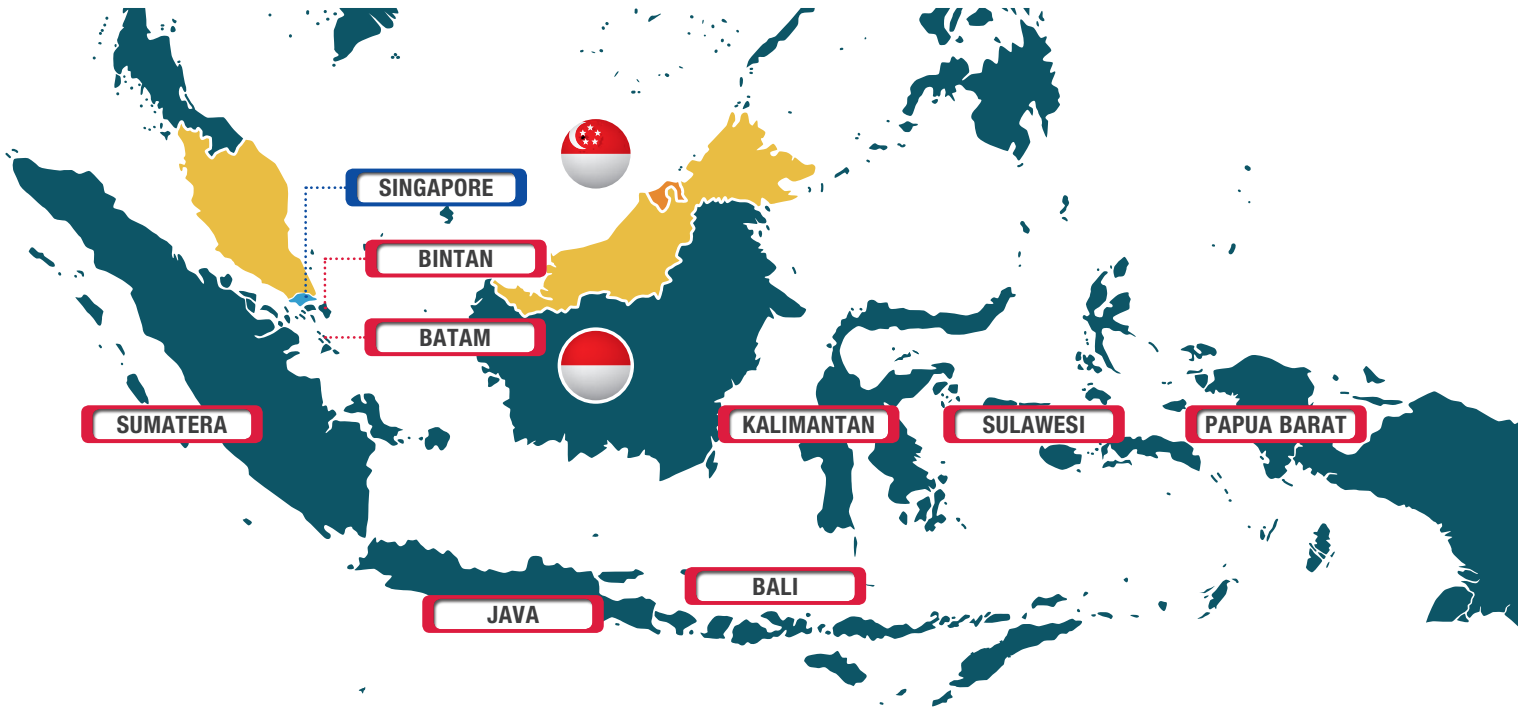 SINGAPORE
BINTAN
BATAM
SUMATERA
KALIMANTAN
SULAWESI
PAPUA BARAT
BALI
JAVA